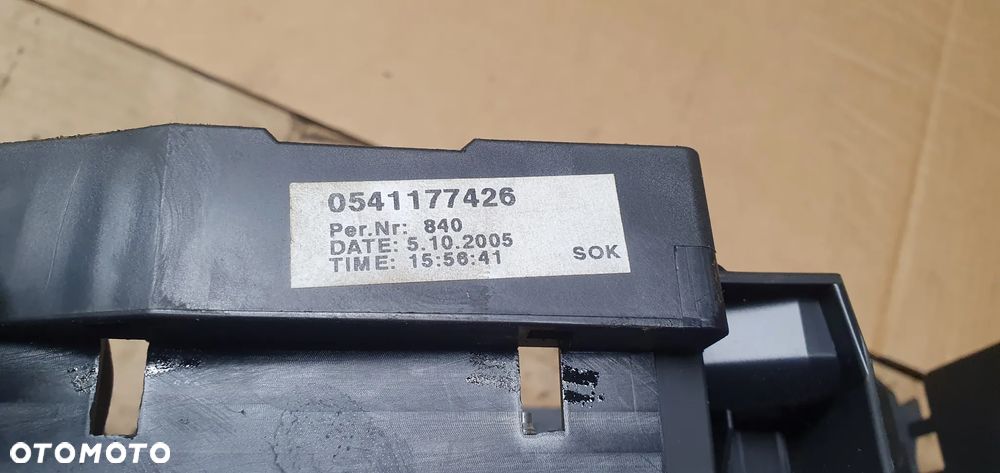 0541177426
Per.Nr: 840
DATE: 5.10.2005
TIME: 15:56:41
SOK
OTOMOTO